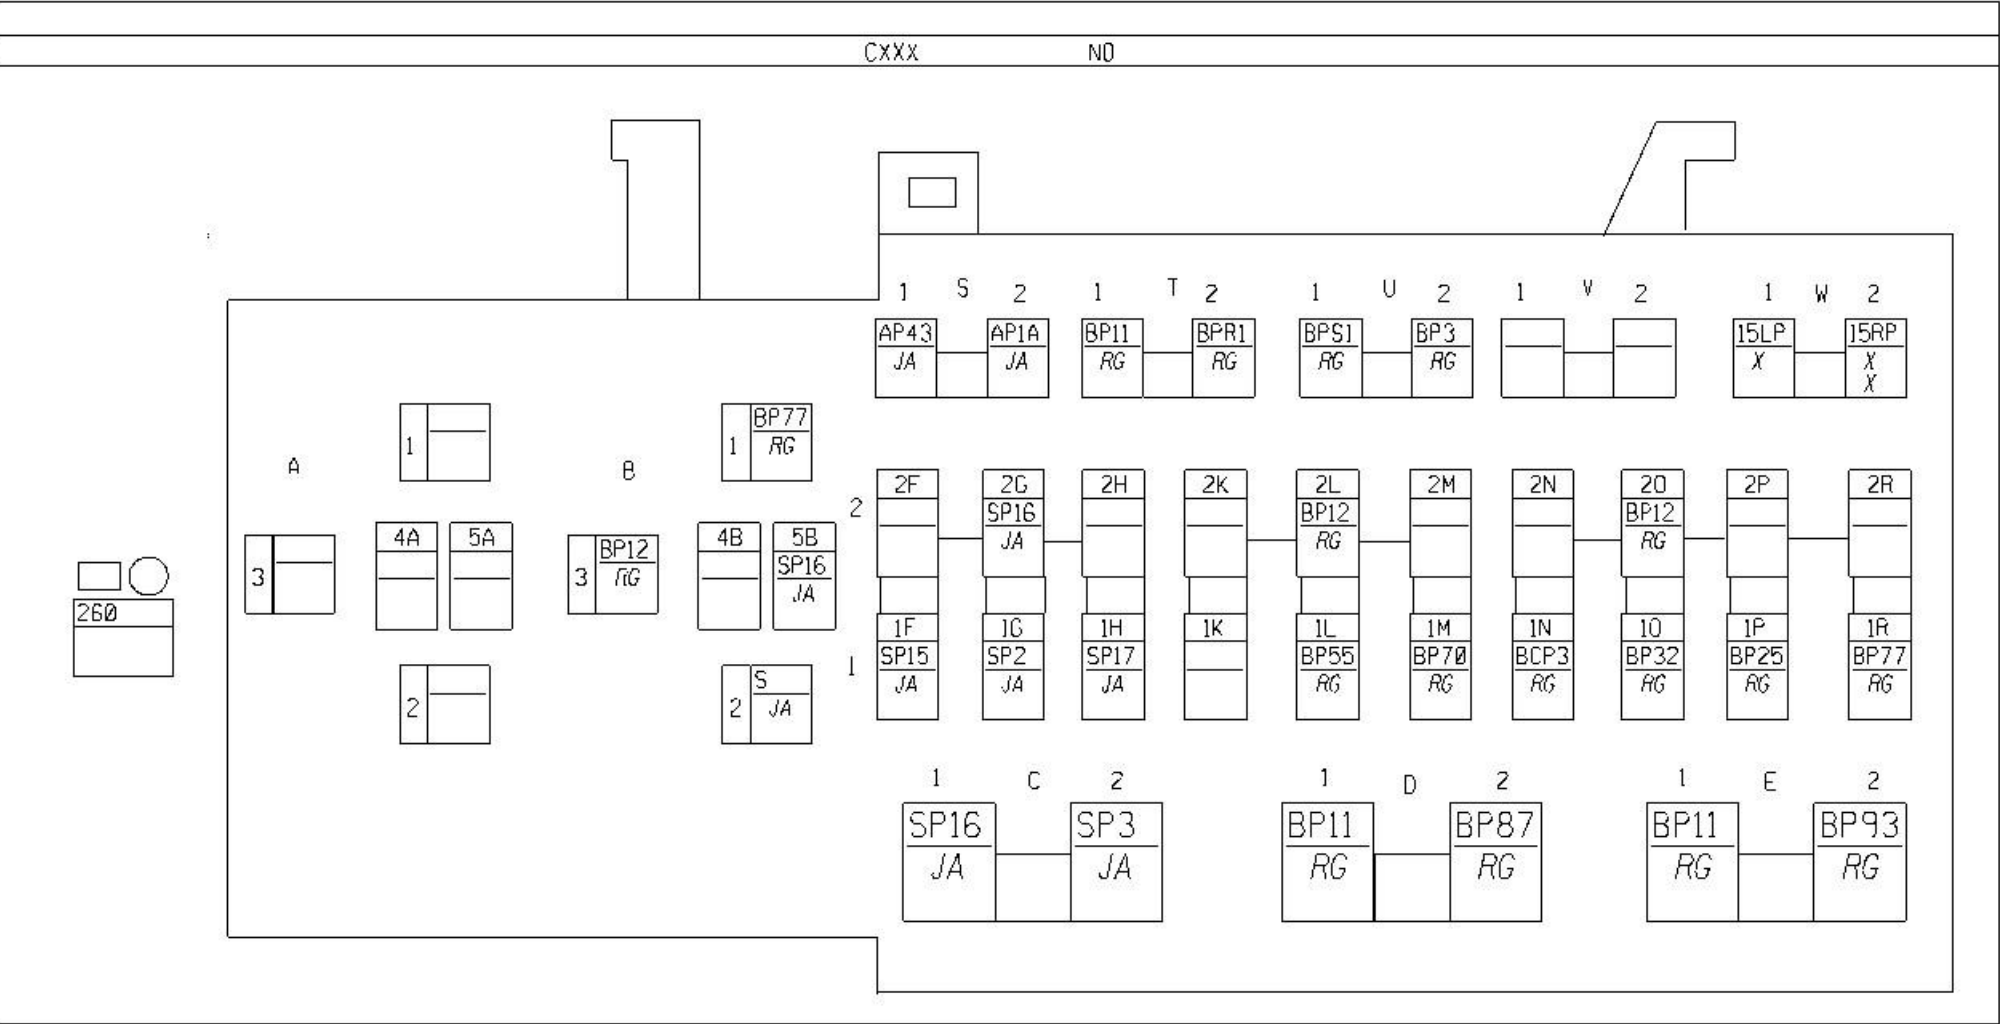 CXXX NO
1 S 2 1 T 2 1 U 2 1 V 2 1 W 2
AP43 AP1A BP11 BPR1 BPS1 BP3 15LP 15RP
JA JA RG RG RG RG X X
X
1 BP77
1 RG
A B
2
2F 2G 2H 2K 2L 2M 2N 2O 2P 2R
SP16 BP12 BP12
JA RG RG
4A 5A 4B 5B
3 3 BP12 SP16
RG JA
260
1
1F 1G 1H 1K 1L 1M 1N 1O 1P 1R
SP15 SP2 SP17 BP55 BP70 BCP3 BP32 BP25 BP77
JA JA JA RG RG RG RG RG RG
2 2 S
JA
1 C 2 1 D 2 1 E 2
SP16 SP3 BP11 BP87 BP11 BP93
JA JA RG RG RG RG